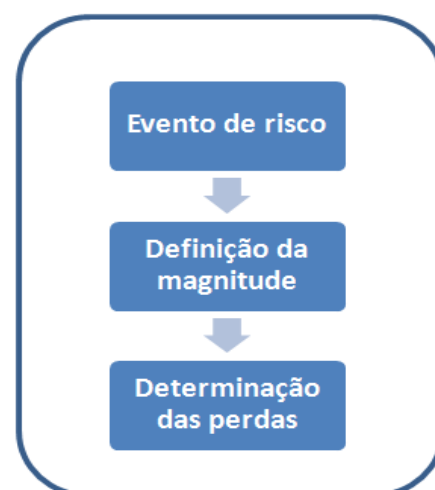 Evento de risco
Definição da
magnitude
Determinação
das perdas